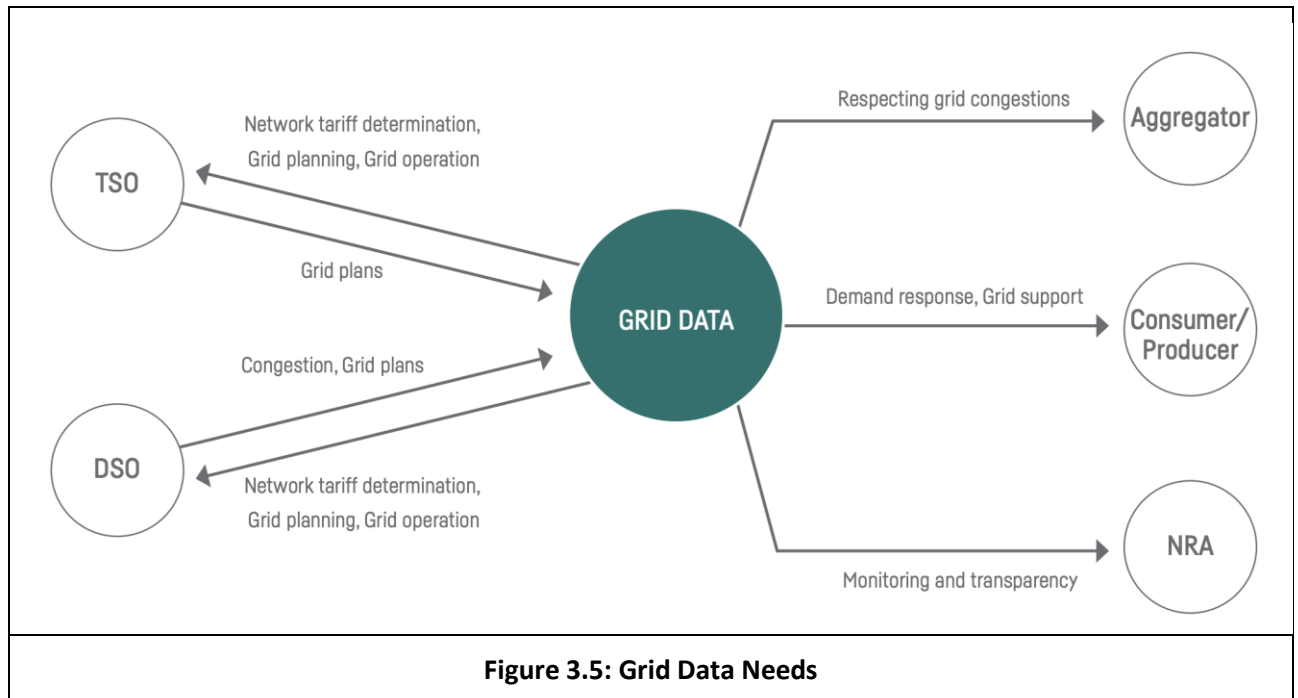 Network tariff determination,
Grid planning, Grid operation
TSO
Grid plans
Congestion, Grid plans
DSO
Network tariff determination,
Grid planning, Grid operation
GRID DATA
Respecting grid congestions
Aggregator
Demand response, Grid support
Consumer/
Producer
NRA
Monitoring and transparency
Figure 3.5: Grid Data Needs